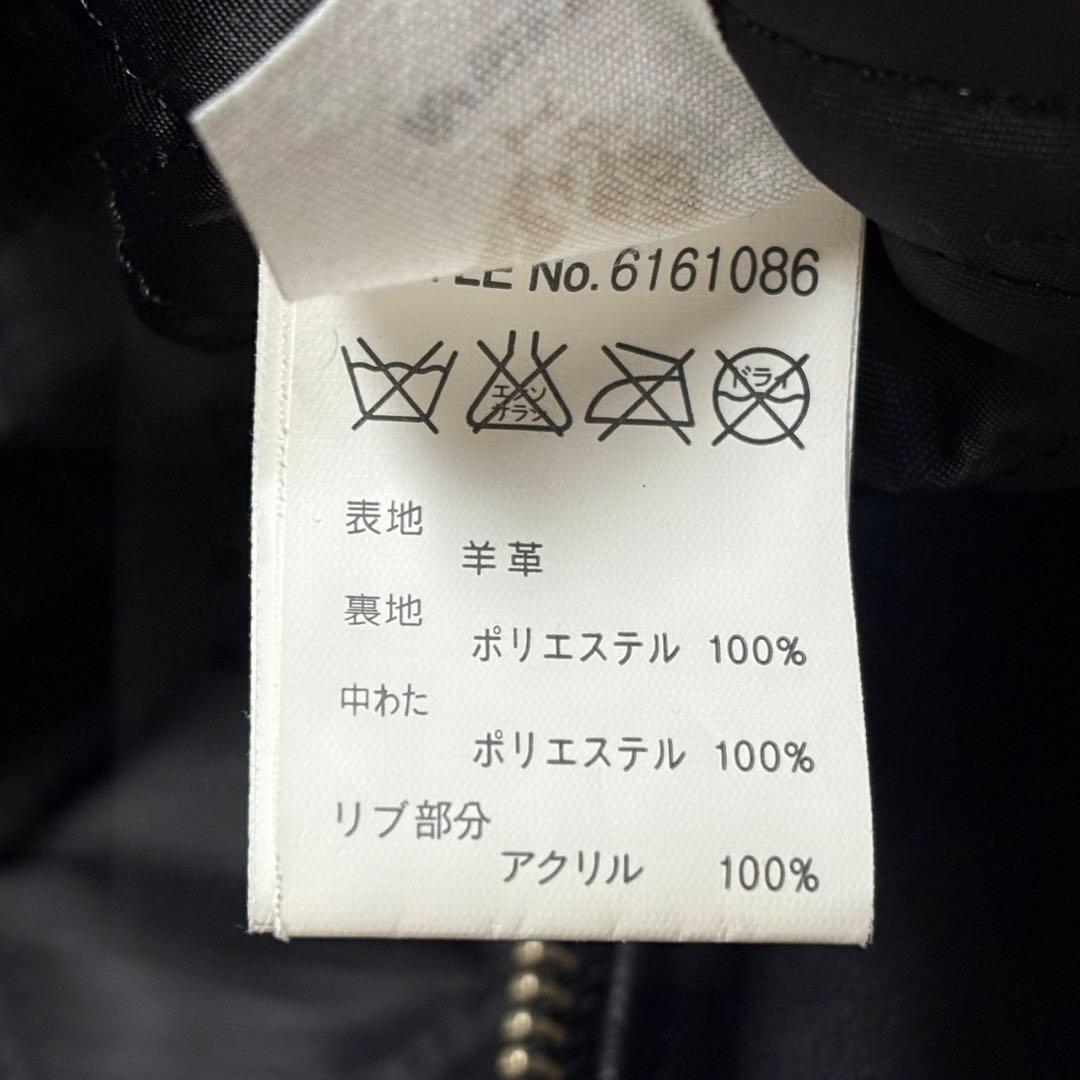 No. 6161086
エンソ
オラン
ドライ
表地
羊革
裏地
ポリエステル 100%
中わた
ポリエステル 100%
リブ部分
アクリル 100%